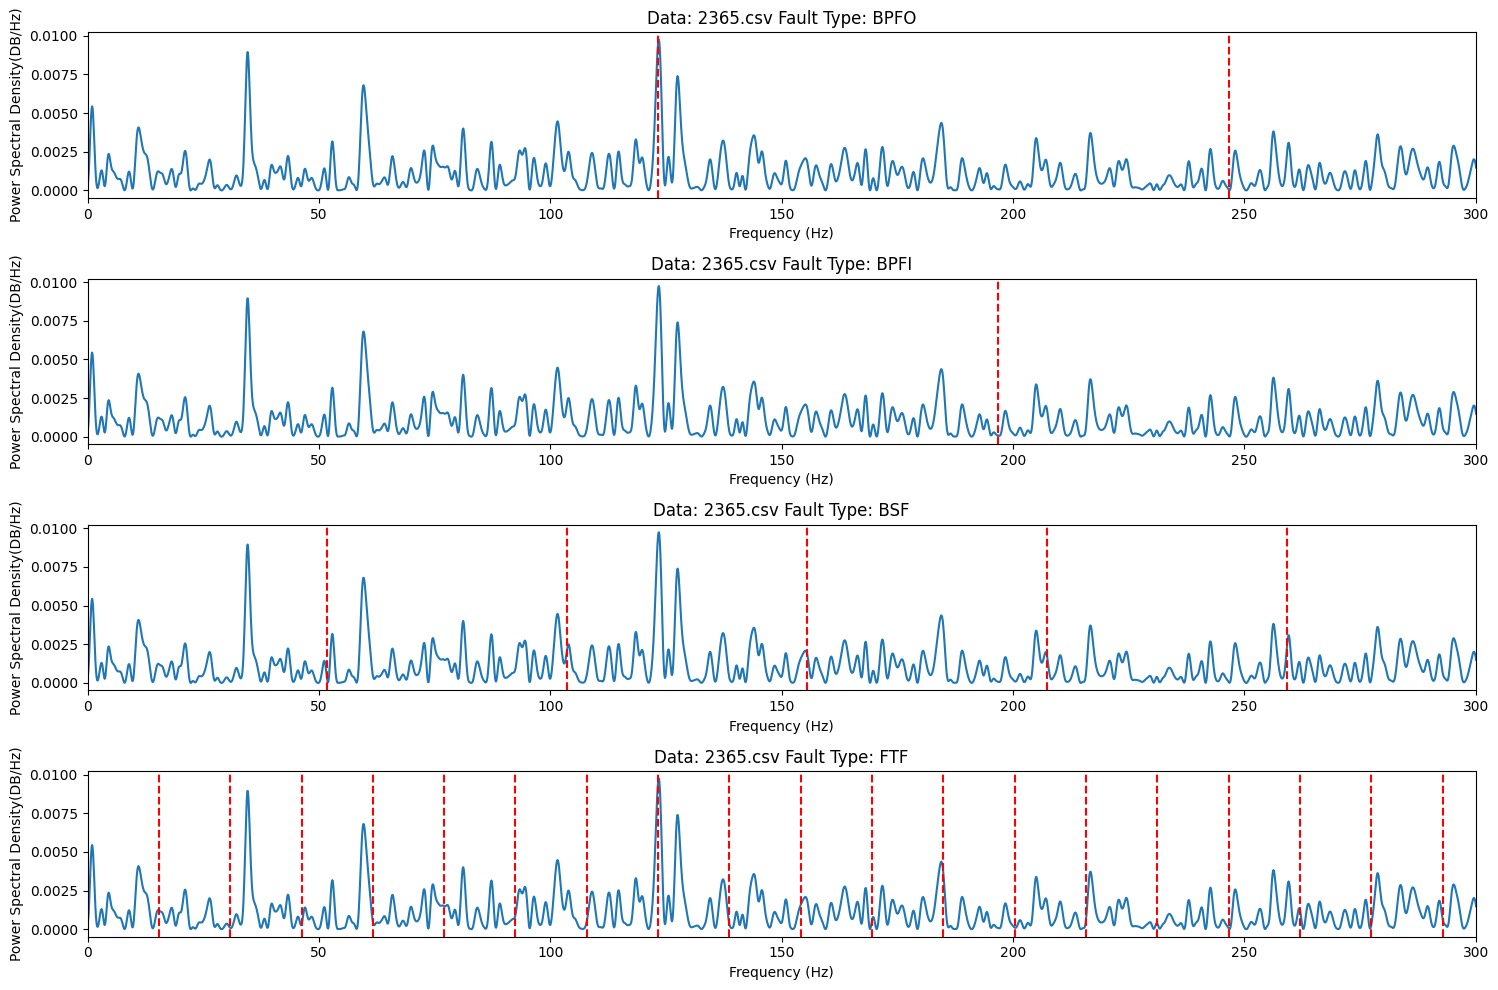 Data: 2365.csv Fault Type: BPFO
Power Spectral Density(DB/Hz)
0.0100
0.0075
0.0050
0.0025
0.0000
0 50 100 150 200 250 300
Frequency (Hz)
Data: 2365.csv Fault Type: BPFI
Power Spectral Density(DB/Hz)
0.0100
0.0075
0.0050
0.0025
0.0000
0 50 100 150 200 250 300
Frequency (Hz)
Data: 2365.csv Fault Type: BSF
Power Spectral Density(DB/Hz)
0.0100
0.0075
0.0050
0.0025
0.0000
0 50 100 150 200 250 300
Frequency (Hz)
Data: 2365.csv Fault Type: FTF
Power Spectral Density(DB/Hz)
0.0100
0.0075
0.0050
0.0025
0.0000
0 50 100 150 200 250 300
Frequency (Hz)